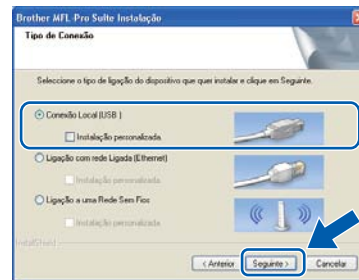 Brother MFL-Pro Suite Instalação
Tipo de Conexão
Seleccione o tipo de ligação do dispositivo que quer instalar e clique em Seguinte.
Conexão Local (USB )
Instalação personalizada
Ligação com rede Ligada (Ethernet)
Instalação personalizada
Ligação a uma Rede Sem Fios
Instalação personalizada
InstallShield
< Anterior Seguinte > Cancelar